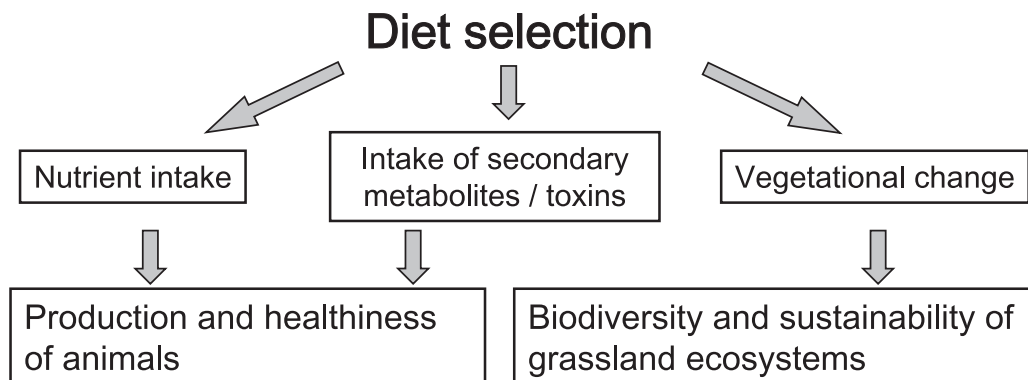 Diet selection
Nutrient intake
Intake of secondary
metabolites / toxins
Vegetational change
Production and healthiness
of animals
Biodiversity and sustainability of
grassland ecosystems